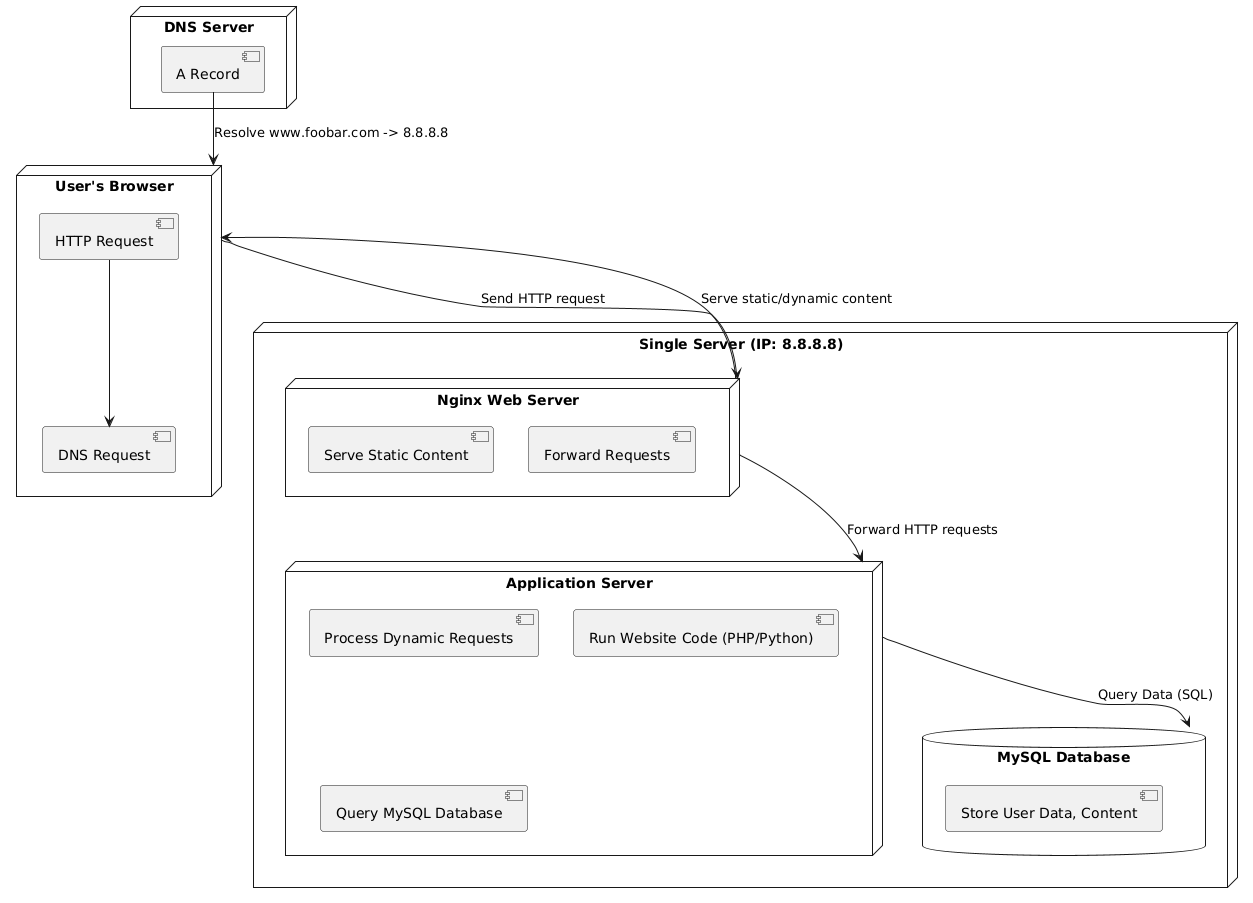 DNS Server
A Record
Resolve www.foobar.com -> 8.8.8.8
User's Browser
HTTP Request
DNS Request
Send HTTP request
Serve static/dynamic content
Single Server (IP: 8.8.8.8)
Nginx Web Server
Serve Static Content
Forward Requests
Forward HTTP requests
Application Server
Process Dynamic Requests
Run Website Code (PHP/Python)
Query MySQL Database
Query Data (SQL)
MySQL Database
Store User Data, Content